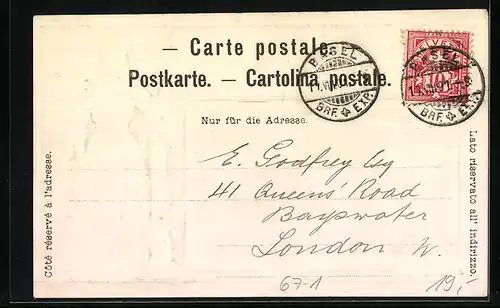 — Carte postale. —
Postkarte. — Cartolina postale.
BASEL
BRF. EXP.
BASEL
BRF. EXP.
10
Nur für die Adresse.
Côté réservé à l'adresse.
Lato riservato all' indirizzo.
E. Godfrey Esq
41 Queens' Road
Bayswater
London W.
67-1
19,-